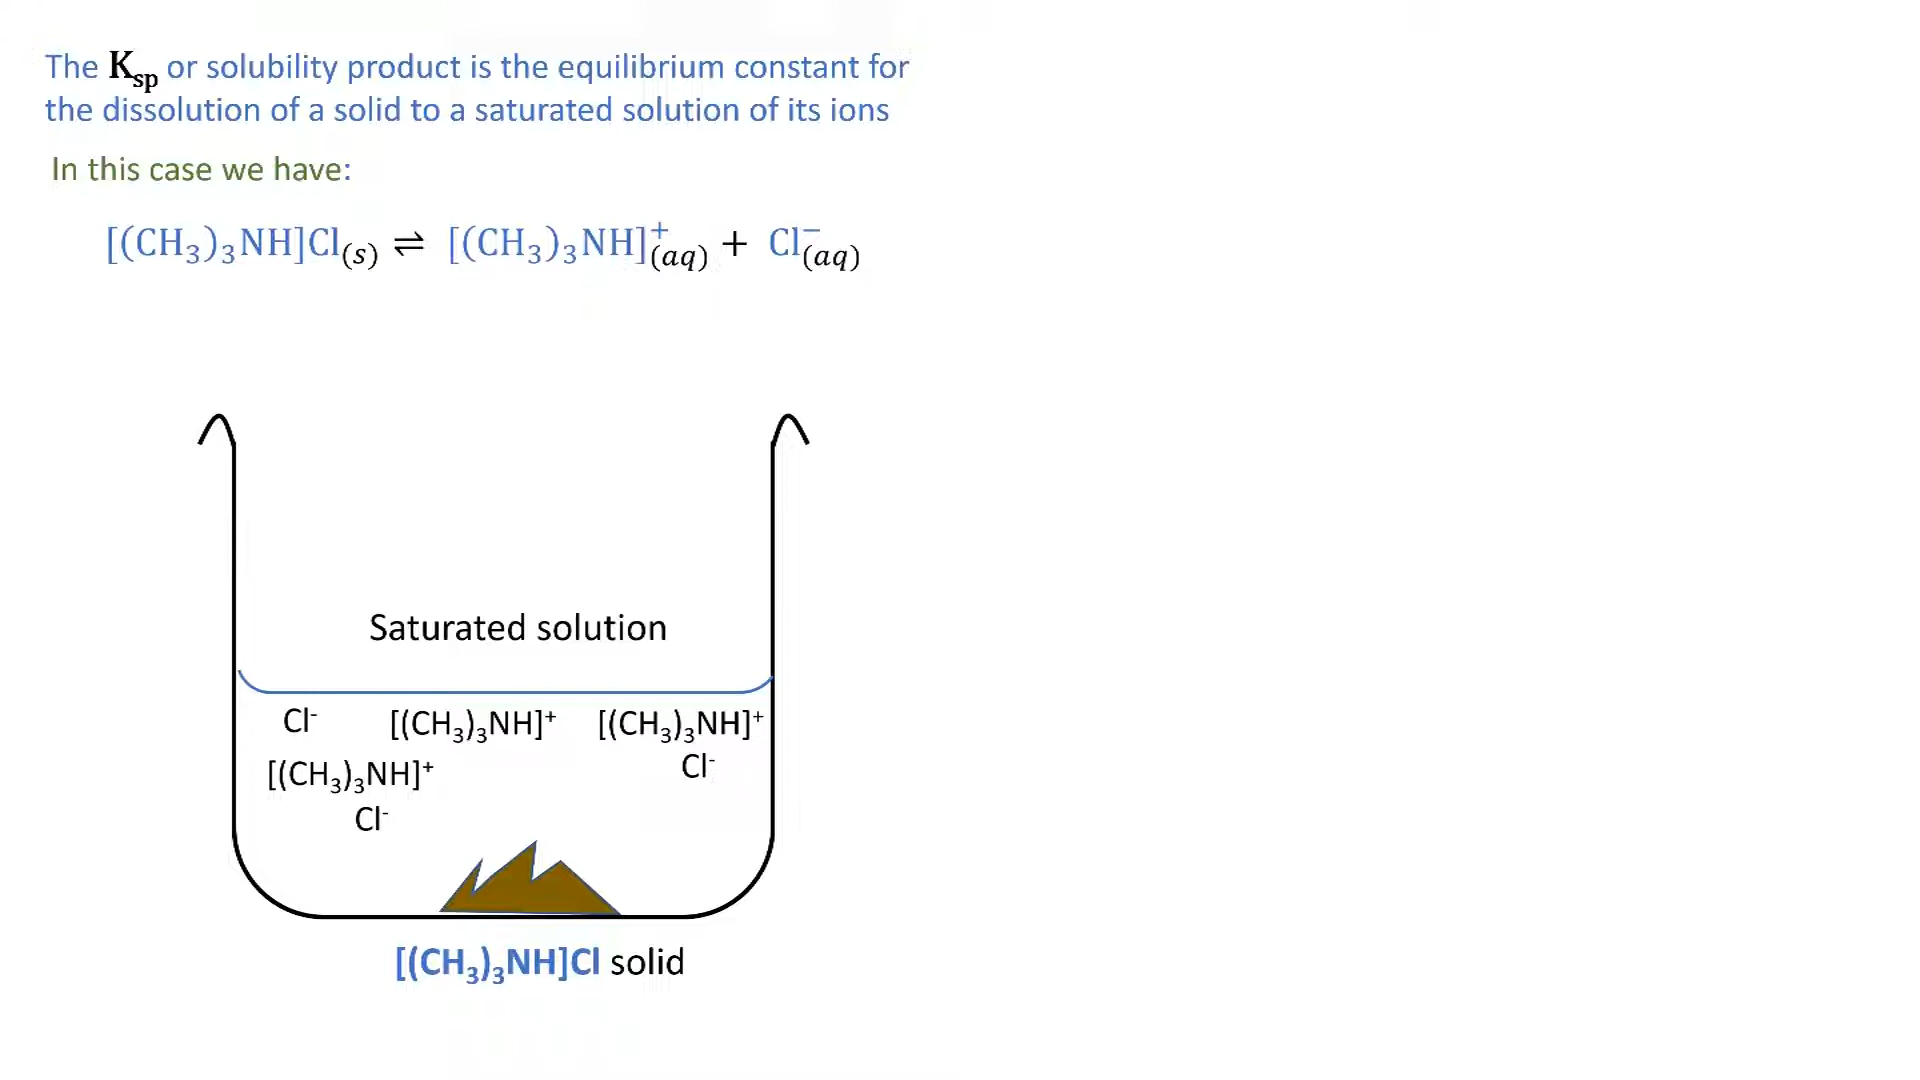 The Ksp or solubility product is the equilibrium constant for
the dissolution of a solid to a saturated solution of its ions
In this case we have:
[(CH₃)₃NH]Cl₍s₎ ⇌ [(CH₃)₃NH]⁺(aq) + Cl⁻(aq)
Saturated solution
Cl⁻ [(CH₃)₃NH]⁺ [(CH₃)₃NH]⁺
Cl⁻
[(CH₃)₃NH]⁺
Cl⁻
[(CH₃)₃NH]Cl solid